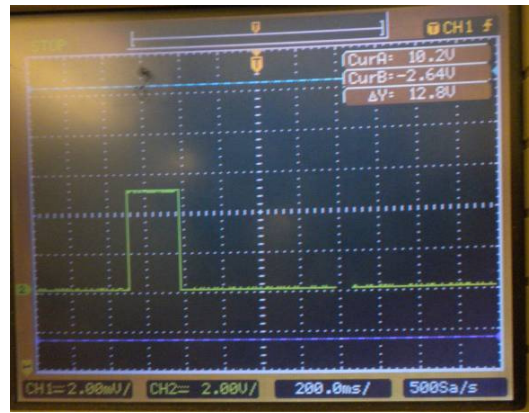 STOP T CH1
T
CurA= 10.2V
CurB=-2.64V
ΔY= 12.8V
2
CH1=2.00mV/ CH2= 2.00V/ 200.0ms/ 500Sa/s